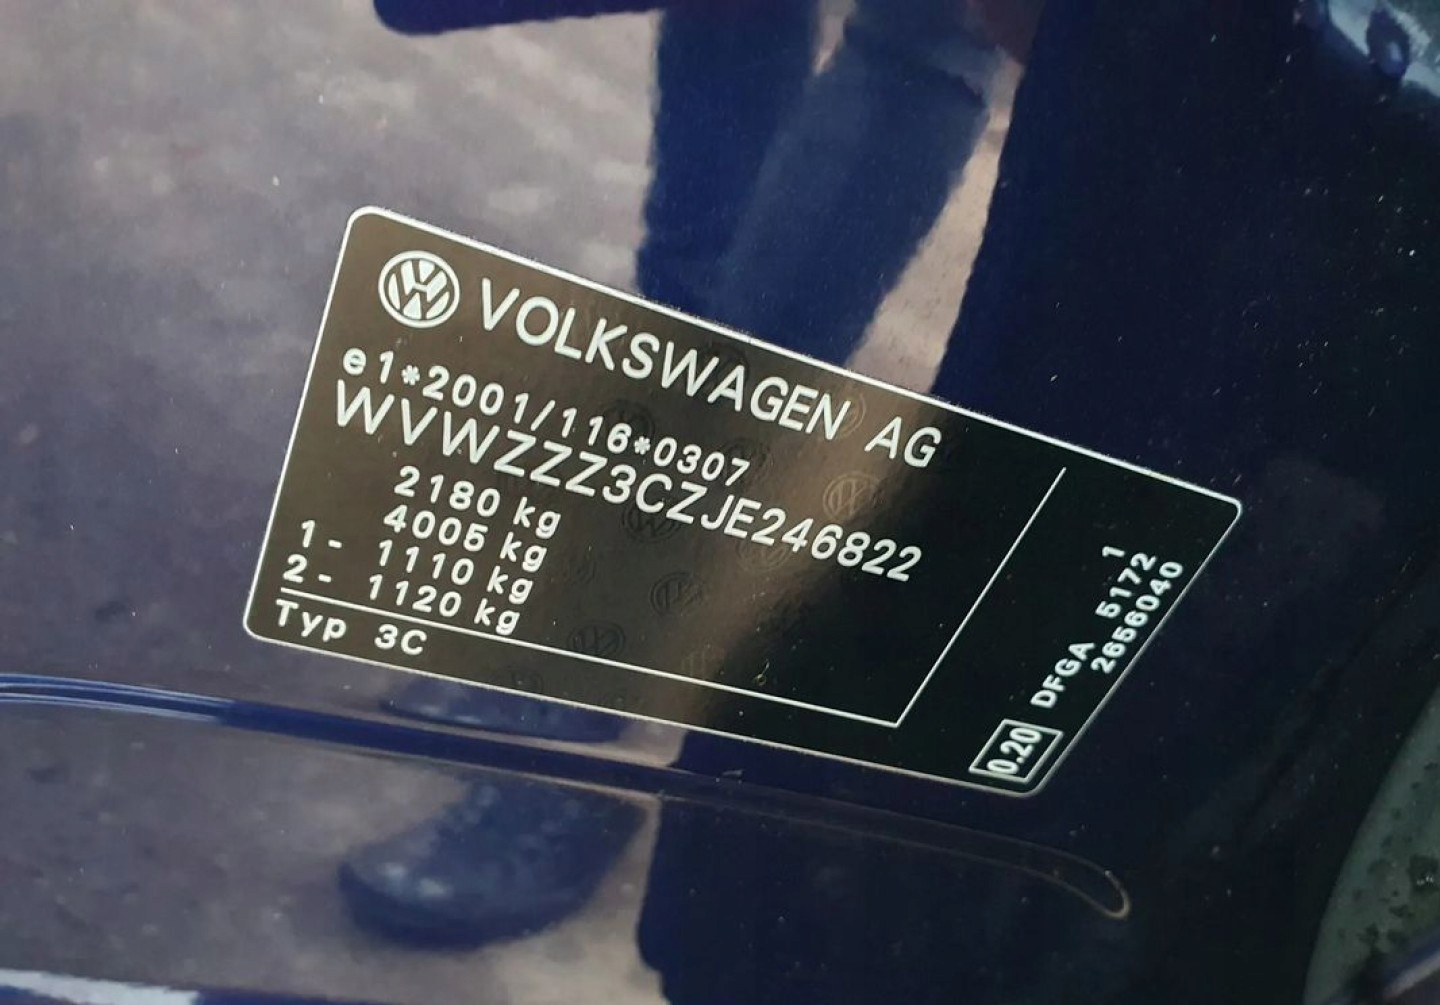 VOLKSWAGEN AG
e1*2001/116*0307
WVWZZZ3CZJE246822
2180 kg
4005 kg
1- 1110 kg
2- 1120 kg
Typ 3C
1
DFGA 5172
2656040
0.20